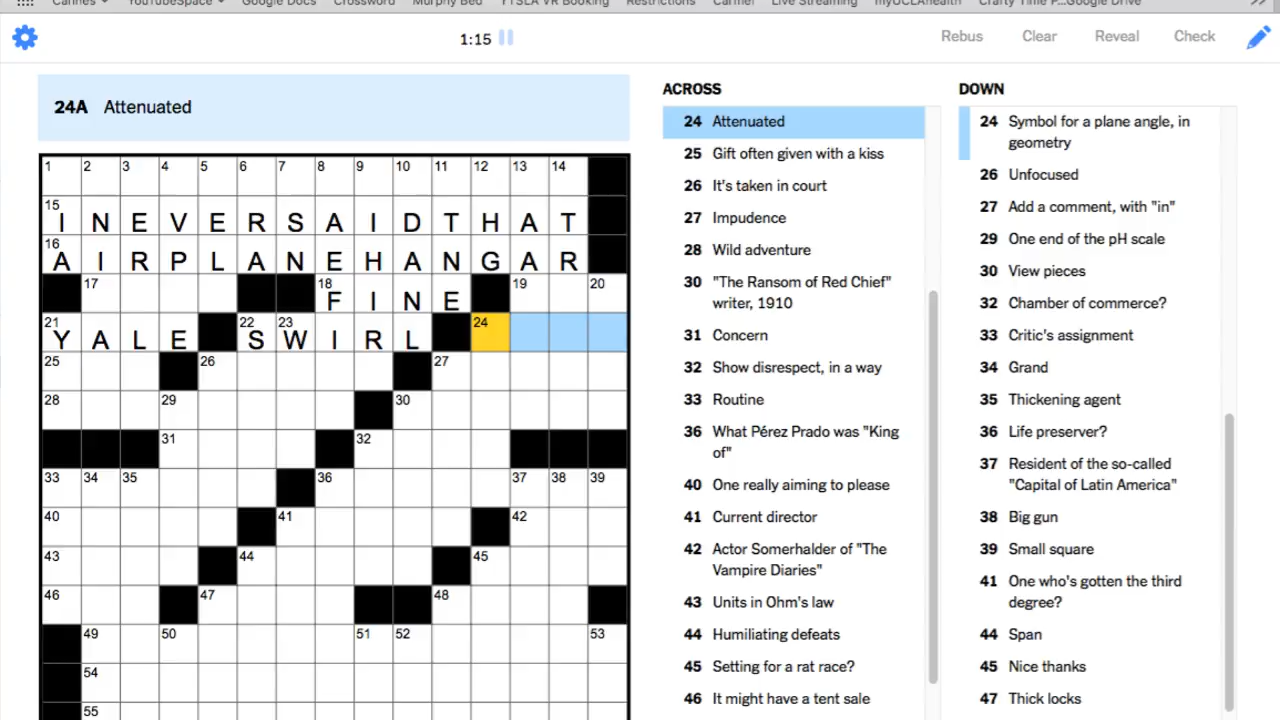 Cannes YouTubeSpace Google Docs Crossword Murphy Bed YTSLA VR Booking Restrictions Carmel Live Streaming myUCLAhealth Crafty Time P...Google Drive >>
1:15 Rebus Clear Reveal Check
24A Attenuated
ACROSS
24 Attenuated
25 Gift often given with a kiss
26 It's taken in court
27 Impudence
28 Wild adventure
30 "The Ransom of Red Chief"
writer, 1910
31 Concern
32 Show disrespect, in a way
33 Routine
36 What Pérez Prado was "King
of"
40 One really aiming to please
41 Current director
42 Actor Somerhalder of "The
Vampire Diaries"
43 Units in Ohm's law
44 Humiliating defeats
45 Setting for a rat race?
46 It might have a tent sale
DOWN
24 Symbol for a plane angle, in
geometry
26 Unfocused
27 Add a comment, with "in"
29 One end of the pH scale
30 View pieces
32 Chamber of commerce?
33 Critic's assignment
34 Grand
35 Thickening agent
36 Life preserver?
37 Resident of the so-called
"Capital of Latin America"
38 Big gun
39 Small square
41 One who's gotten the third
degree?
44 Span
45 Nice thanks
47 Thick locks
1 2 3 4 5 6 7 8 9 10 11 12 13 14
15
I N E V E R S A I D T H A T
16
A I R P L A N E H A N G A R
17 18 19 20
F I N E
21 22 23 24
Y A L E S W I R L
25 26 27
28 29 30
31 32
33 34 35 36 37 38 39
40 41 42
43 44 45
46 47 48
49 50 51 52 53
54
55